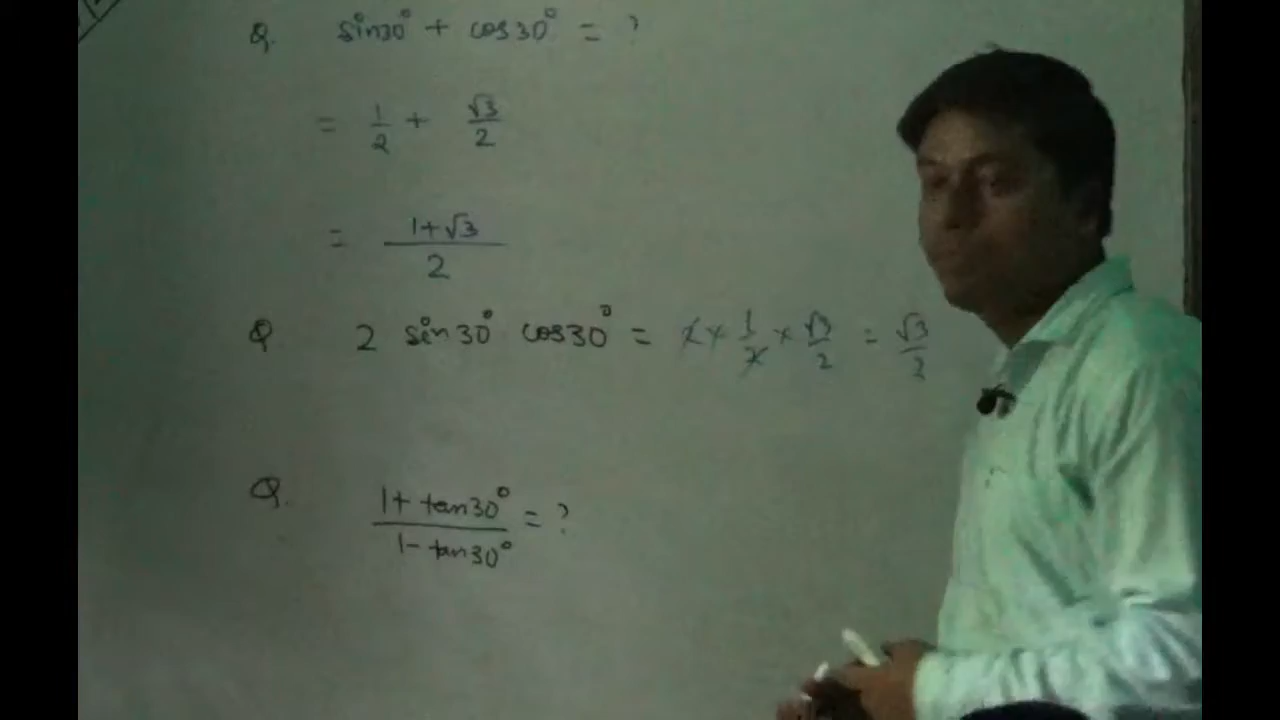 Q. sin30° + cos30° = ?
= 1/2 + √3/2
= (1+√3)/2
Q 2 sin30° cos30° = 2 × 1/2 × √3/2 = √3/2
Q. (1+ tan30°)/(1- tan30°) = ?